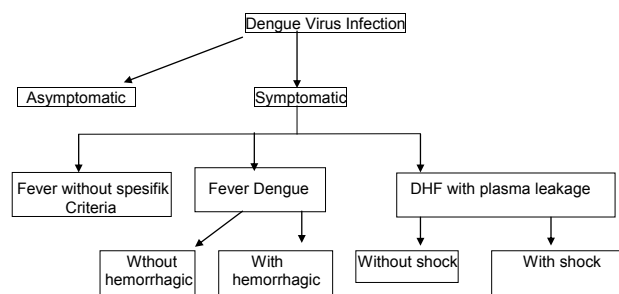 Dengue Virus Infection
Asymptomatic
Symptomatic
Fever without spesifik
Criteria
Fever Dengue
DHF with plasma leakage
Wthout
hemorrhagic
With
hemorrhagic
Without shock
With shock